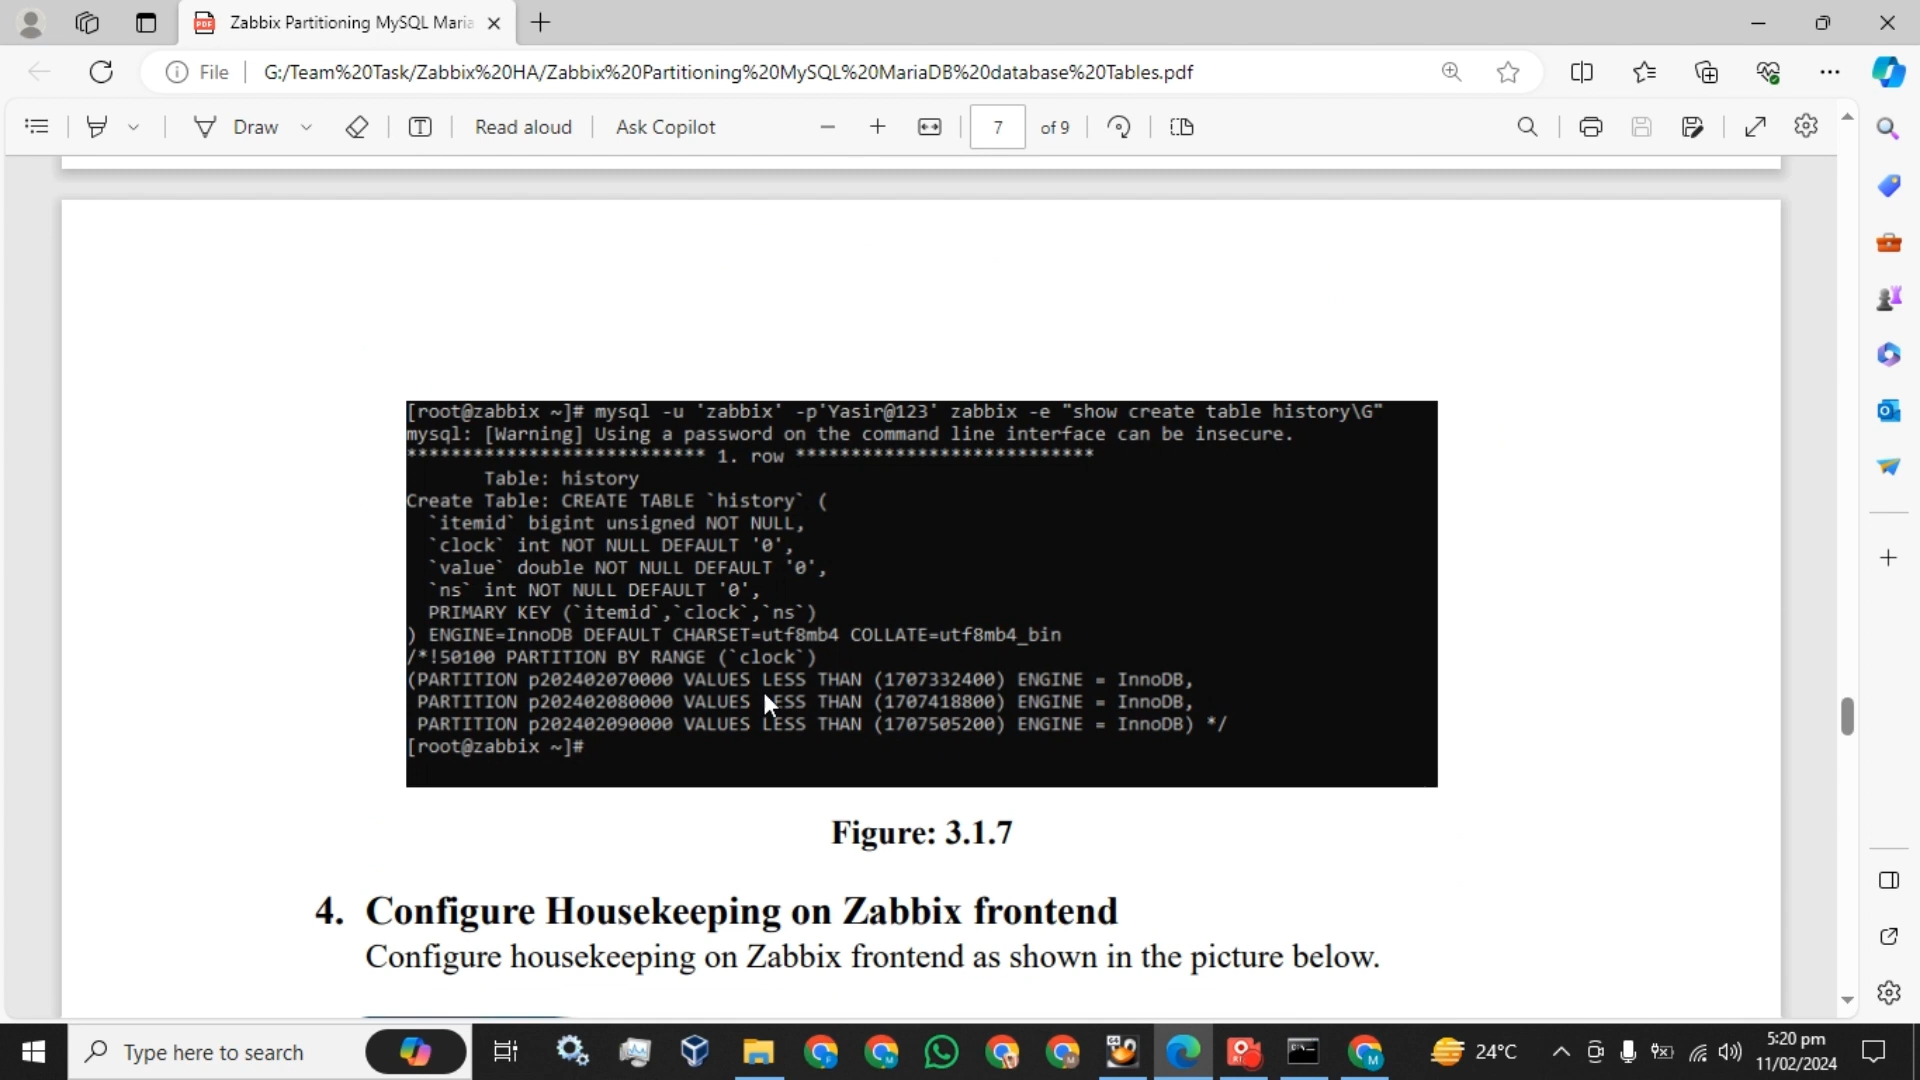 Zabbix Partitioning MySQL Maria
File
G:/Team%20Task/Zabbix%20HA/Zabbix%20Partitioning%20MySQL%20MariaDB%20database%20Tables.pdf
Draw
Read aloud
Ask Copilot
7
of 9
[root@zabbix ~]# mysql -u 'zabbix' -p'Yasir@123' zabbix -e "show create table history\G"
mysql: [Warning] Using a password on the command line interface can be insecure.
*************************** 1. row ***************************
Table: history
Create Table: CREATE TABLE `history` (
`itemid` bigint unsigned NOT NULL,
`clock` int NOT NULL DEFAULT '0',
`value` double NOT NULL DEFAULT '0',
`ns` int NOT NULL DEFAULT '0',
PRIMARY KEY (`itemid`,`clock`,`ns`)
) ENGINE=InnoDB DEFAULT CHARSET=utf8mb4 COLLATE=utf8mb4_bin
/*!50100 PARTITION BY RANGE (`clock`)
(PARTITION p202402070000 VALUES LESS THAN (1707332400) ENGINE = InnoDB,
PARTITION p202402080000 VALUES LESS THAN (1707418800) ENGINE = InnoDB,
PARTITION p202402090000 VALUES LESS THAN (1707505200) ENGINE = InnoDB) */
[root@zabbix ~]#
Figure: 3.1.7
4. Configure Housekeeping on Zabbix frontend
Configure housekeeping on Zabbix frontend as shown in the picture below.
Type here to search
24°C
5:20 pm
11/02/2024